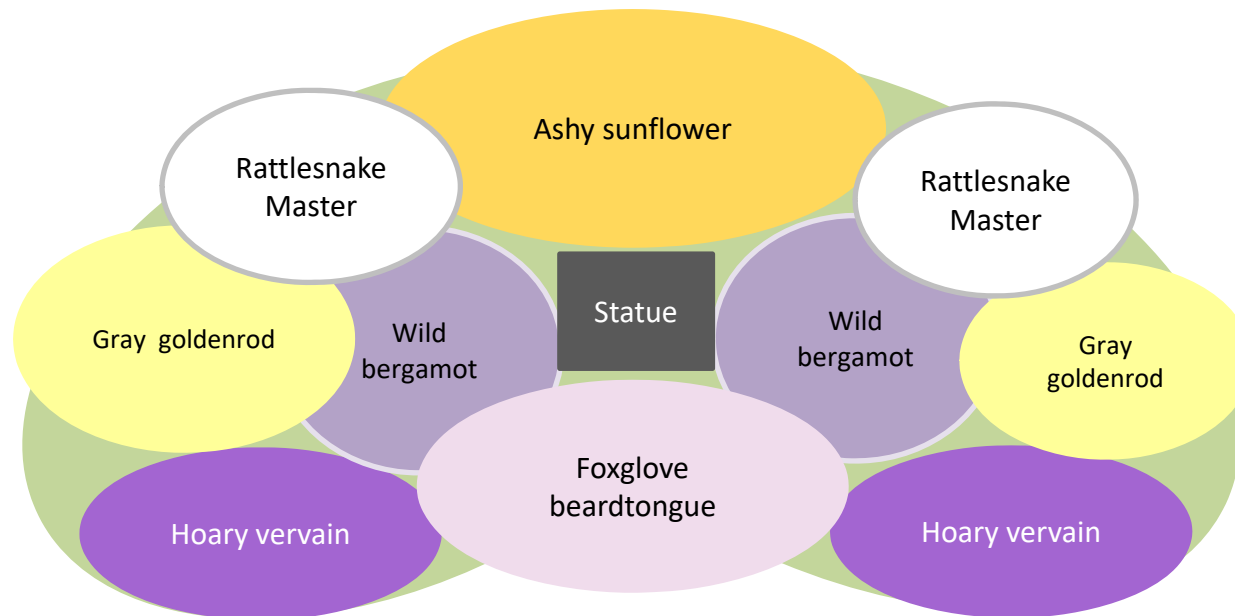 Ashy sunflower
Rattlesnake
Master
Rattlesnake
Master
Gray goldenrod
Wild
bergamot
Statue
Wild
bergamot
Gray
goldenrod
Foxglove
beardtongue
Hoary vervain
Hoary vervain